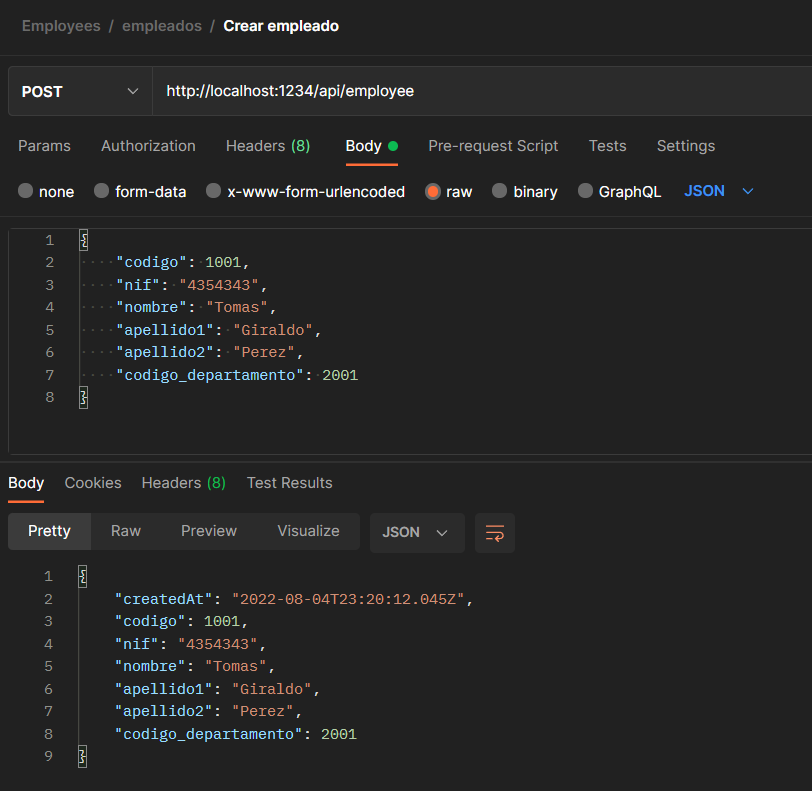 Employees / empleados / Crear empleado
POST http://localhost:1234/api/employee
Params Authorization Headers (8) Body Pre-request Script Tests Settings
none form-data x-www-form-urlencoded raw binary GraphQL JSON
1 {
2 "codigo": 1001,
3 "nif": "4354343",
4 "nombre": "Tomas",
5 "apellido1": "Giraldo",
6 "apellido2": "Perez",
7 "codigo_departamento": 2001
8 }
Body Cookies Headers (8) Test Results
Pretty Raw Preview Visualize JSON
1 {
2 "createdAt": "2022-08-04T23:20:12.045Z",
3 "codigo": 1001,
4 "nif": "4354343",
5 "nombre": "Tomas",
6 "apellido1": "Giraldo",
7 "apellido2": "Perez",
8 "codigo_departamento": 2001
9 }